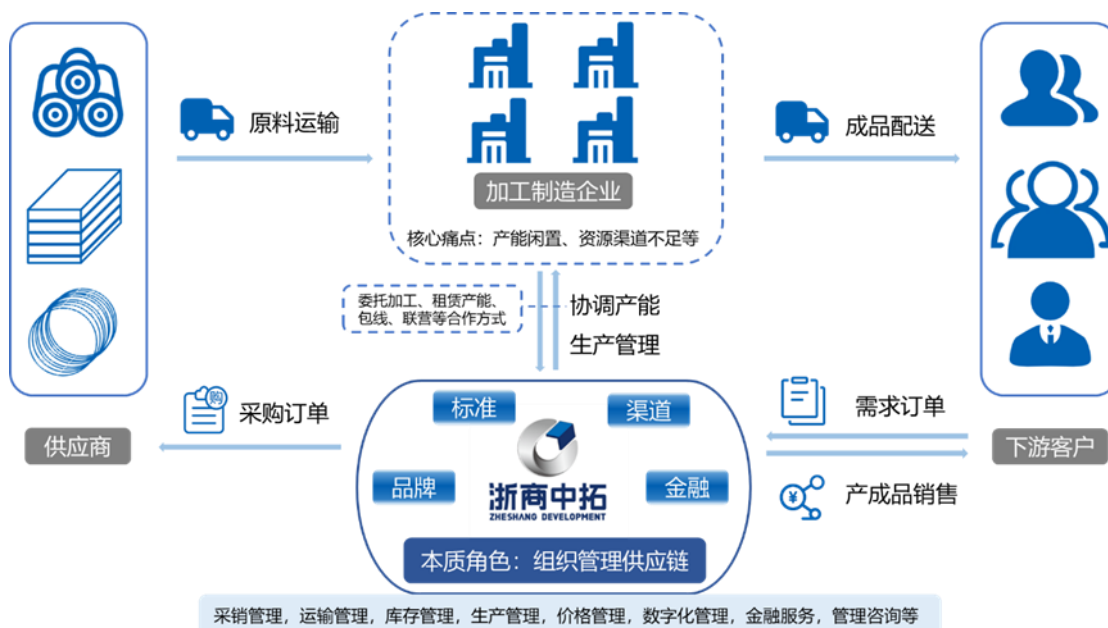 原料运输
加工制造企业
核心痛点：产能闲置、资源渠道不足等
成品配送
委托加工、租赁产能、
包线、联营等合作方式
协调产能
生产管理
购
采购订单
供应商
标准
渠道
品牌
金融
浙商中拓
ZHESHANG DEVELOPMENT
本质角色：组织管理供应链
需求订单
下游客户
¥
产成品销售
采销管理，运输管理，库存管理，生产管理，价格管理，数字化管理，金融服务，管理咨询等